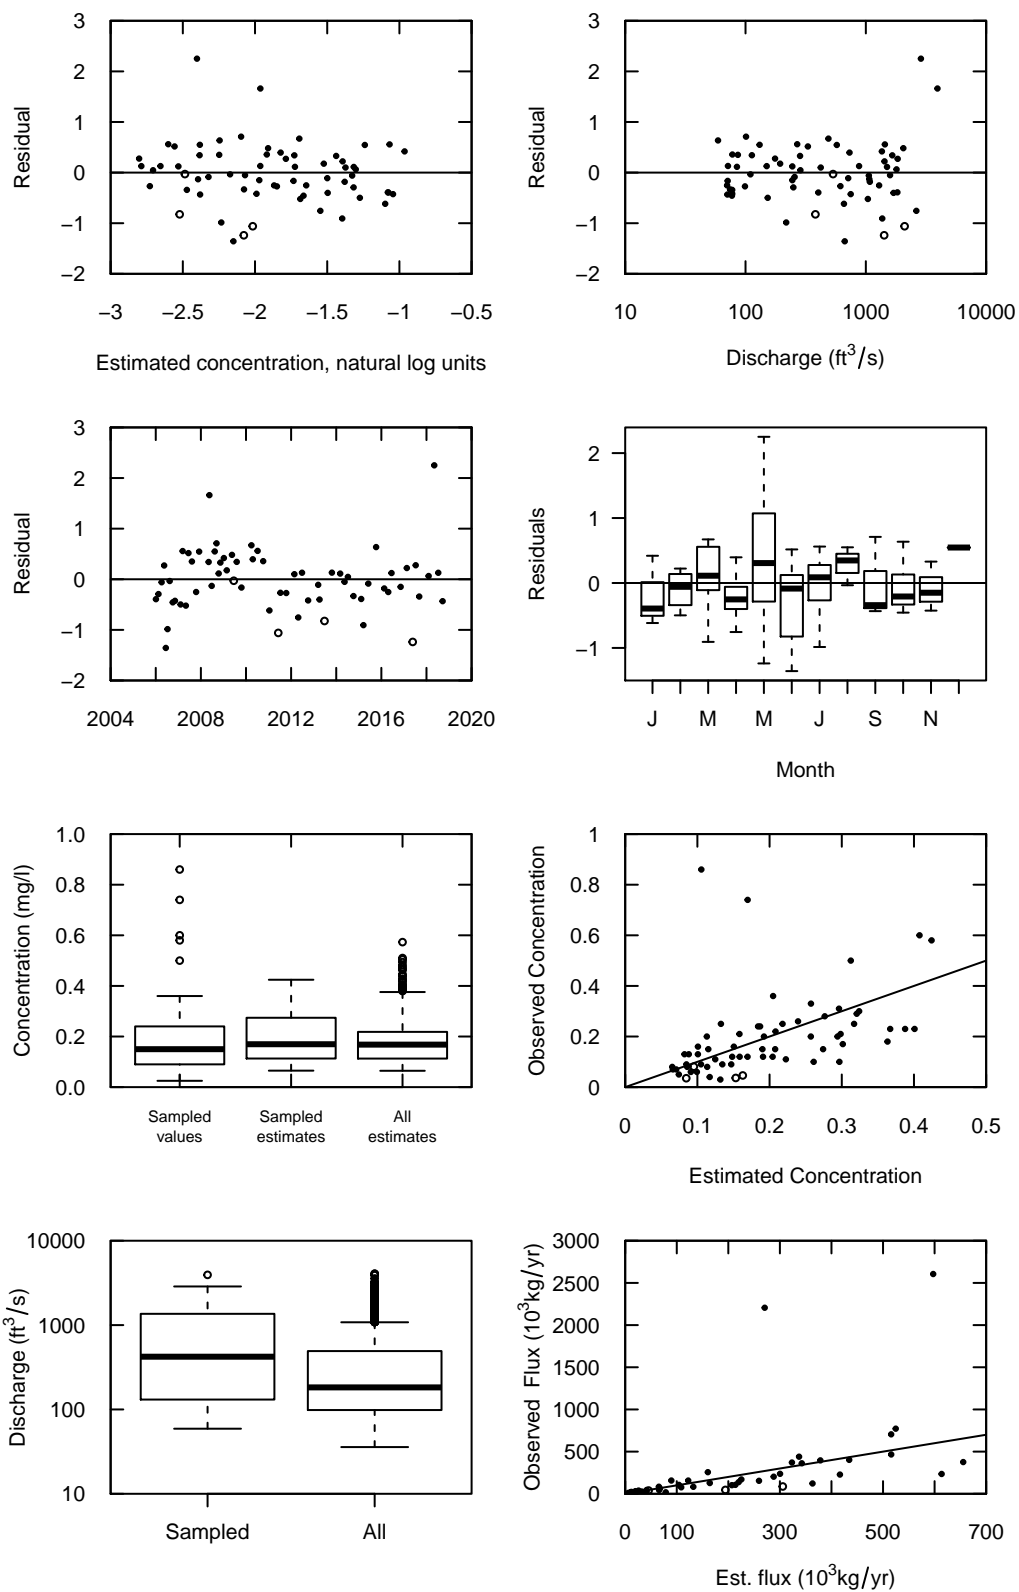 3
2
1
0
−1
−2
Residual
−3 −2.5 −2 −1.5 −1 −0.5
Estimated concentration, natural log units
3
2
1
0
−1
−2
Residual
10 100 1000 10000
Discharge (ft³/s)
3
2
1
0
−1
−2
Residual
2004 2008 2012 2016 2020
2
1
0
−1
Residuals
J M M J S N
Month
1.0
0.8
0.6
0.4
0.2
0.0
Concentration (mg/l)
Sampled values
Sampled estimates
All estimates
1
0.8
0.6
0.4
0.2
0
Observed Concentration
0 0.1 0.2 0.3 0.4 0.5
Estimated Concentration
10000
1000
100
10
Discharge (ft³/s)
Sampled All
3000
2500
2000
1500
1000
500
0
Observed Flux (10³kg/yr)
0 100 300 500 700
Est. flux (10³kg/yr)